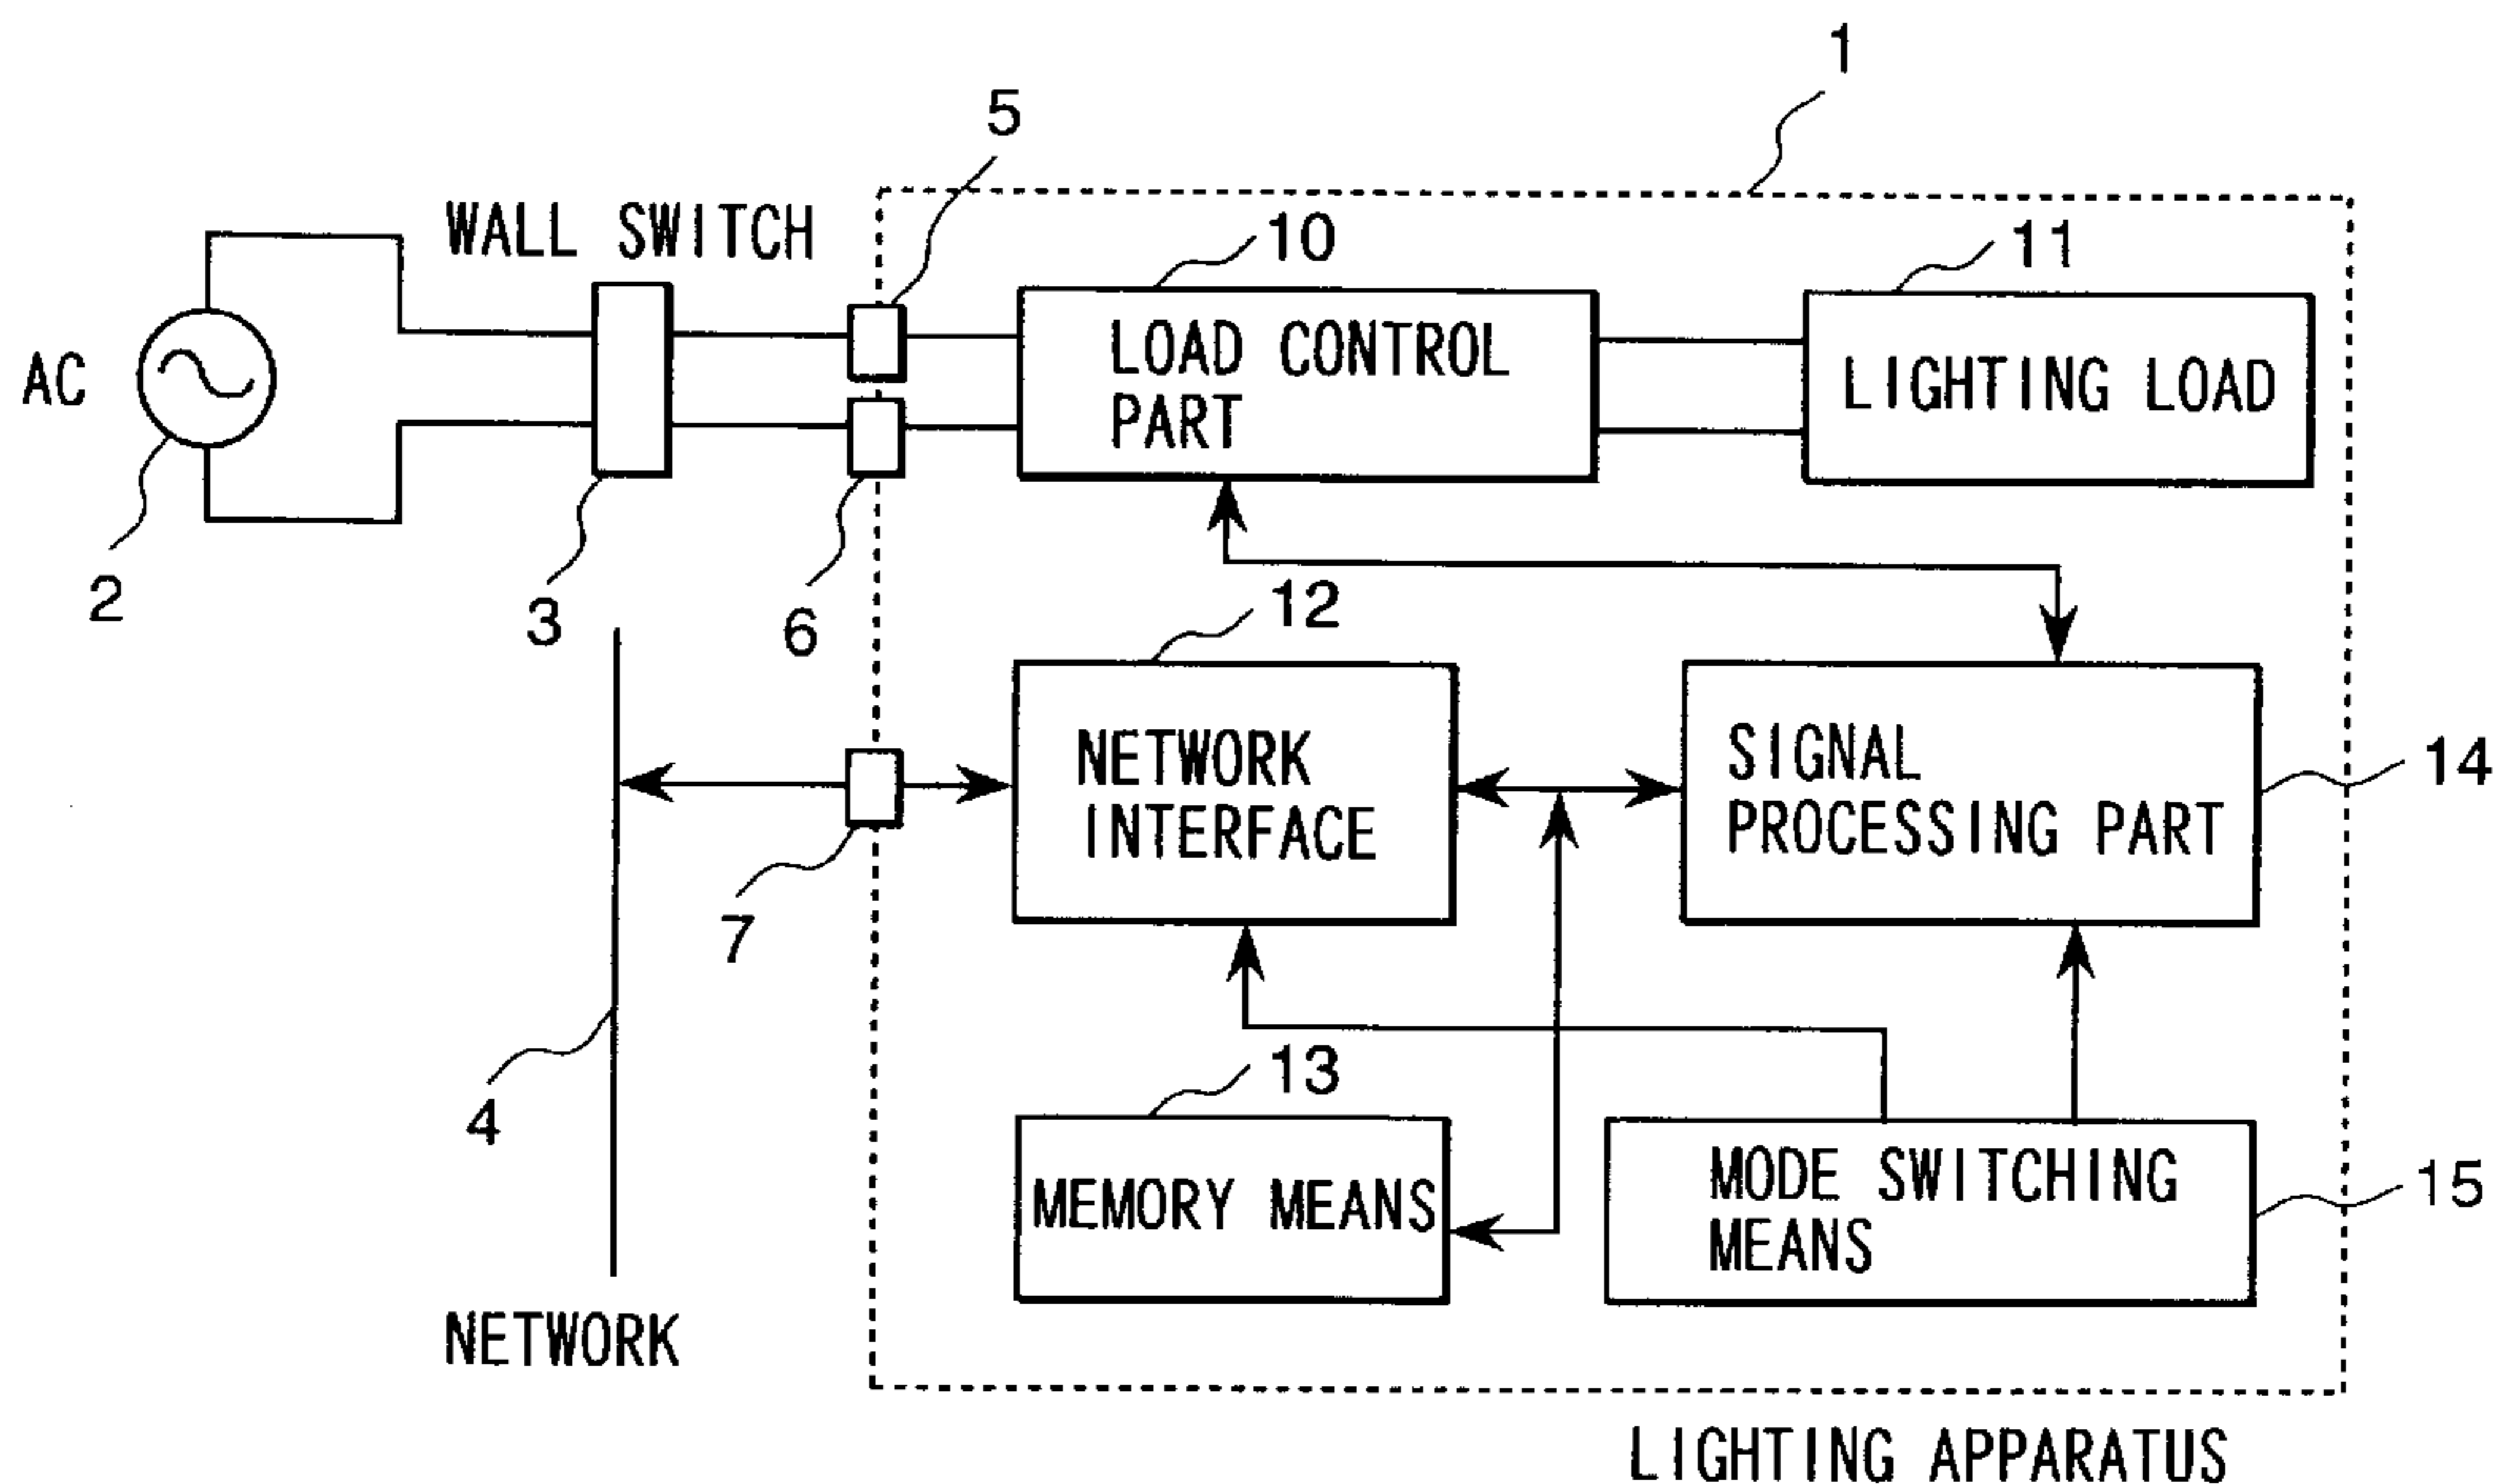 1
5
WALL SWITCH
10
11
AC
LOAD CONTROL
PART
LIGHTING LOAD
2
3
6
12
NETWORK
INTERFACE
SIGNAL
PROCESSING PART
14
7
4
13
MEMORY MEANS
MODE SWITCHING
MEANS
15
NETWORK
LIGHTING APPARATUS